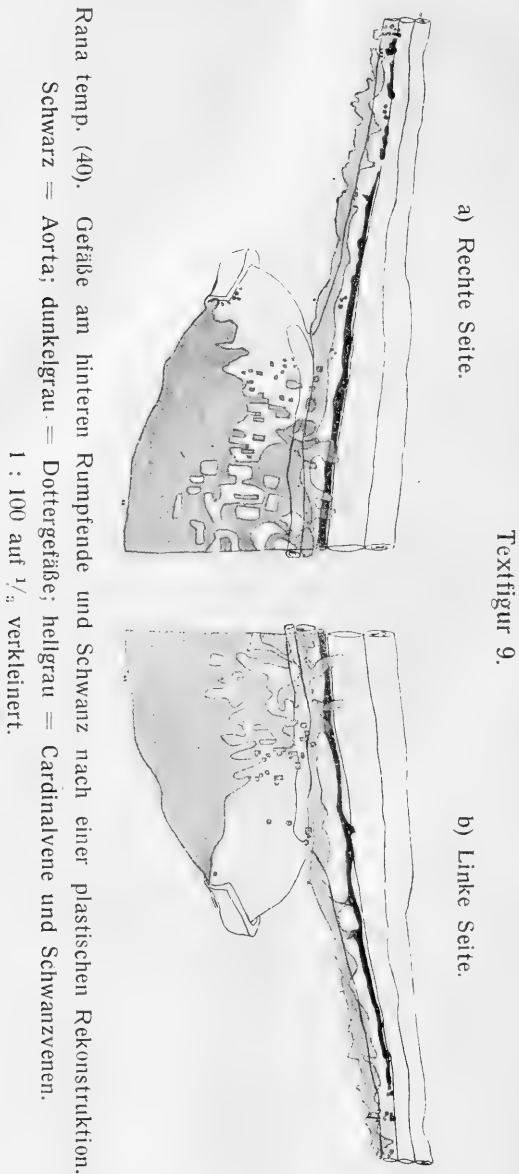 Textfigur 9.
a) Rechte Seite.
b) Linke Seite.
Rana temp. (40). Gefäße am hinteren Rumpfende und Schwanz nach einer plastischen Rekonstruktion.
Schwarz = Aorta; dunkelgrau = Dottergefäße; hellgrau = Cardinalvene und Schwanzvenen.
1 : 100 auf ¹/₃ verkleinert.